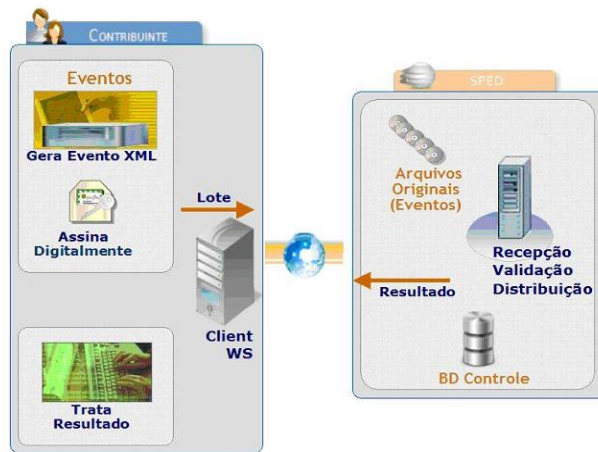 CONTRIBUINTE
Eventos
Gera Evento XML
Assina
Digitalmente
Lote
Client
WS
Trata
Resultado
SPED
Arquivos
Originais
(Eventos)
Recepção
Validação
Distribuição
Resultado
BD Controle